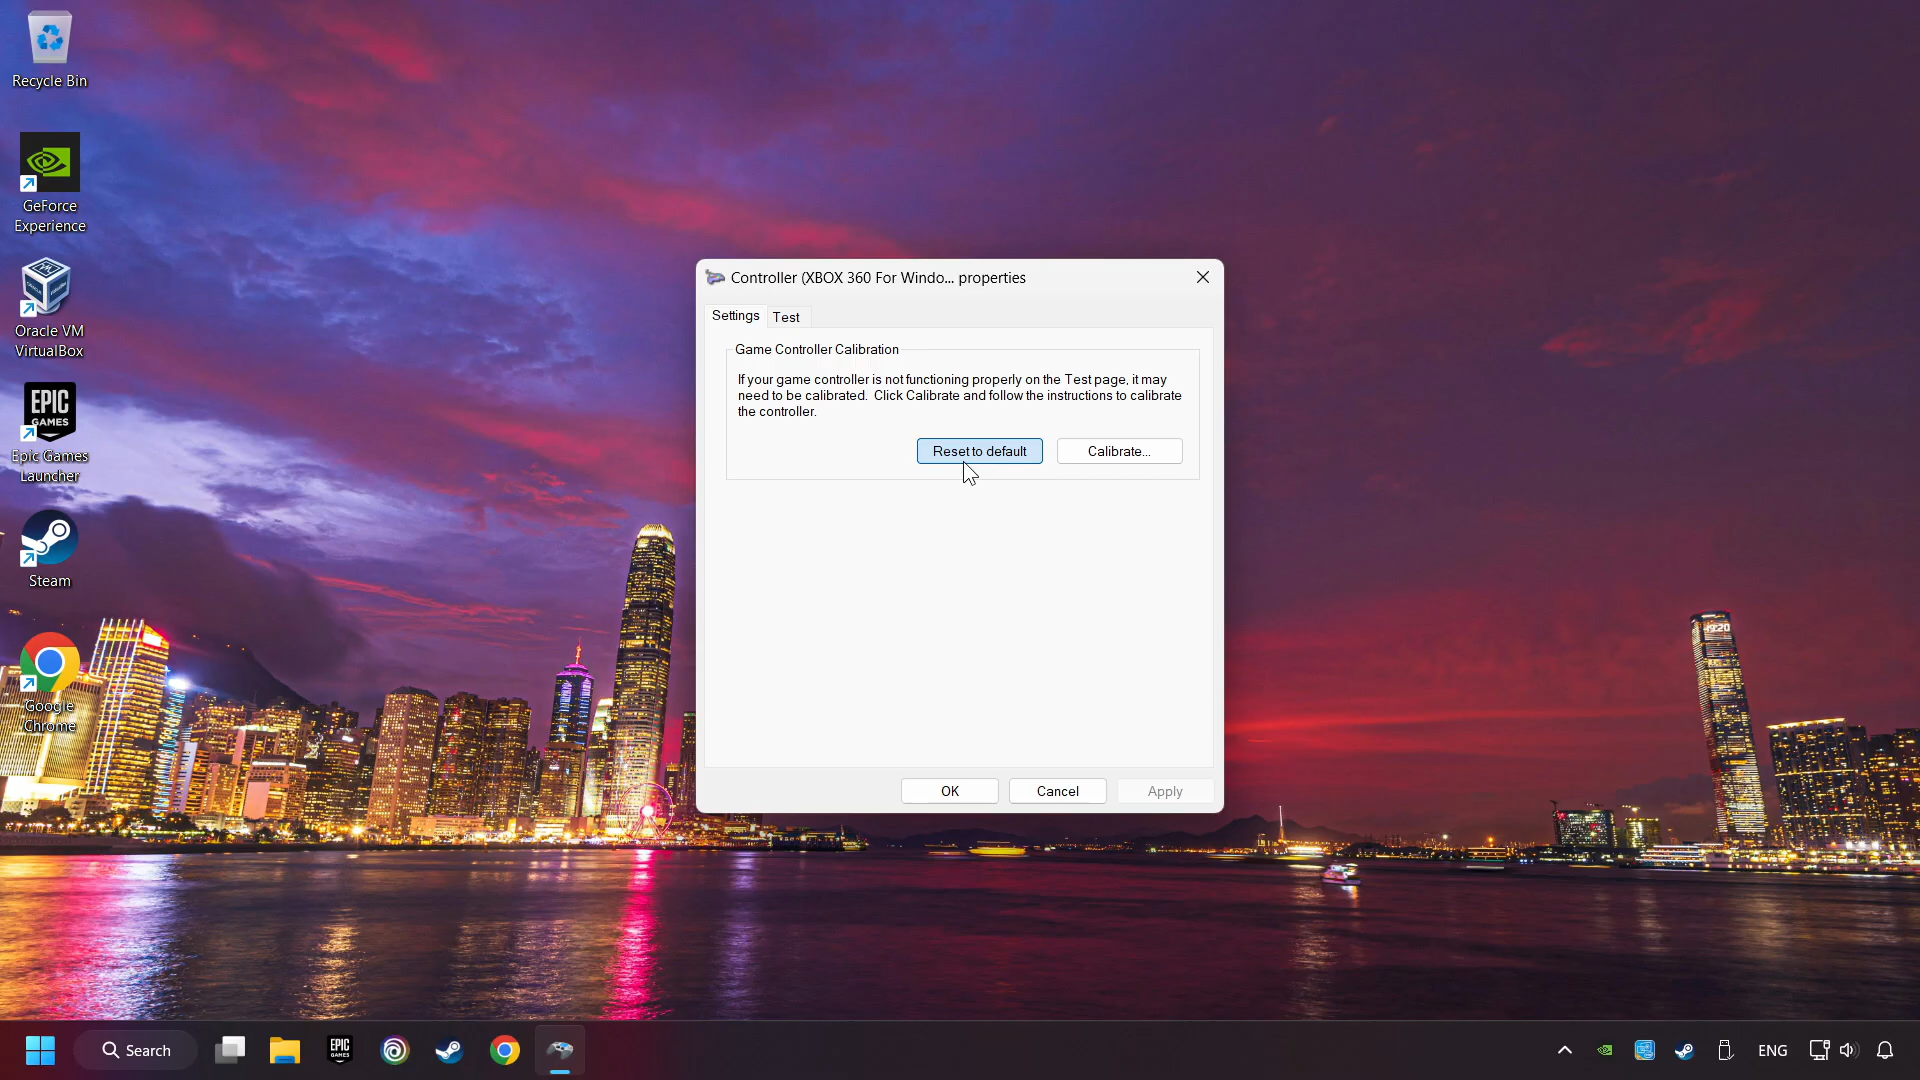 Recycle Bin
GeForce
Experience
Oracle VM
VirtualBox
EPIC
GAMES
Epic Games
Launcher
Steam
Google
Chrome
Controller (XBOX 360 For Windo... properties
Settings
Test
Game Controller Calibration
If your game controller is not functioning properly on the Test page, it may
need to be calibrated.  Click Calibrate and follow the instructions to calibrate
the controller.
Reset to default
Calibrate...
OK
Cancel
Apply
Search
EPIC
GAMES
ENG